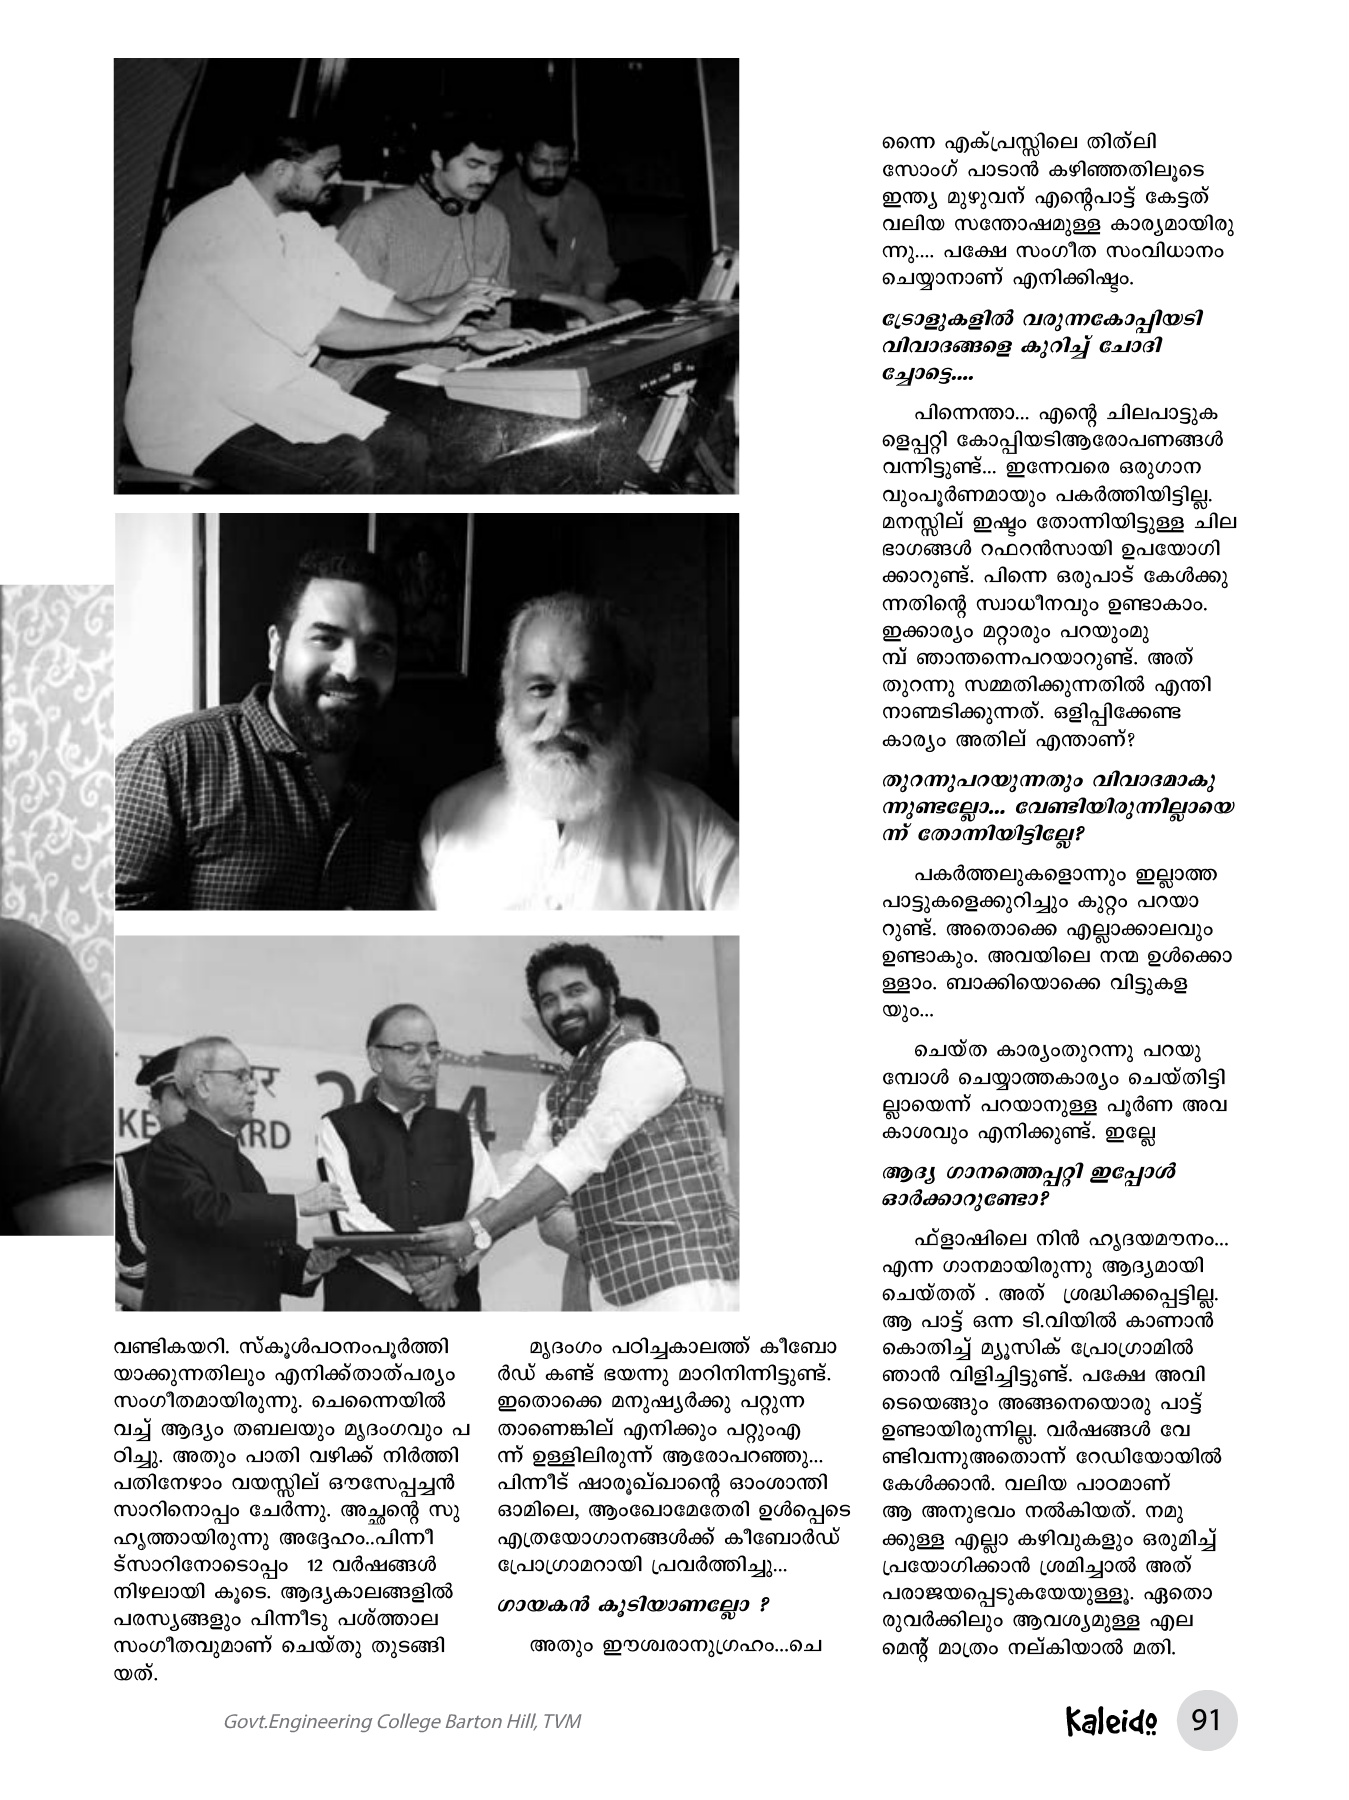 വണ്ടികയറി. സ്കൂൾപഠനംപൂർത്തി
യാക്കുന്നതിലും എനിക്ക്താത്പര്യം
സംഗീതമായിരുന്നു. ചെന്നൈയിൽ
വച്ച് ആദ്യം തബലയും മൃദംഗവും പ
ഠിച്ചു. അതും പാതി വഴിക്ക് നിർത്തി
പതിനേഴാം വയസ്സില് ഔസേപ്പച്ചൻ
സാറിനൊപ്പം ചേർന്നു. അച്ഛന്റെ സു
ഹൃത്തായിരുന്നു അദ്ദേഹം..പിന്നീ
ട്സാറിനോടൊപ്പം 12 വർഷങ്ങൾ
നിഴലായി കൂടെ. ആദ്യകാലങ്ങളിൽ
പരസ്യങ്ങളും പിന്നീടു പശ്ത്താല
സംഗീതവുമാണ് ചെയ്തു തുടങ്ങി
യത്.
മൃദംഗം പഠിച്ചകാലത്ത് കീബോ
ർഡ് കണ്ട് ഭയന്നു മാറിനിന്നിട്ടുണ്ട്.
ഇതൊക്കെ മനുഷ്യർക്കു പറ്റുന്ന
താണെങ്കില് എനിക്കും പറ്റുംഎ
ന്ന് ഉള്ളിലിരുന്ന് ആരോപറഞ്ഞു...
പിന്നീട് ഷാരൂഖ്ഖാന്റെ ഓംശാന്തി
ഓമിലെ, ആംഖോമേതേരി ഉൾപ്പെടെ
എത്രയോഗാനങ്ങൾക്ക് കീബോർഡ്
പ്രോഗ്രാമറായി പ്രവർത്തിച്ചു...
ഗായകൻ കൂടിയാണല്ലോ ?
അതും ഈശ്വരാനുഗ്രഹം...ചെ
ന്നൈ എക്പ്രസ്സിലെ തിത്‌ലി
സോംഗ് പാടാൻ കഴിഞ്ഞതിലൂടെ
ഇന്ത്യ മുഴുവന് എന്റെപാട്ട് കേട്ടത്
വലിയ സന്തോഷമുള്ള കാര്യമായിരു
ന്നു.... പക്ഷേ സംഗീത സംവിധാനം
ചെയ്യാനാണ് എനിക്കിഷ്ടം.
ട്രോളുകളിൽ വരുന്നകോപ്പിയടി
വിവാദങ്ങളെ കുറിച്ച് ചോദി
ച്ചോട്ടെ....
പിന്നെന്താ... എന്റെ ചിലപാട്ടുക
ളെപ്പറ്റി കോപ്പിയടിആരോപണങ്ങൾ
വന്നിട്ടുണ്ട്... ഇന്നേവരെ ഒരുഗാന
വുംപൂർണമായും പകർത്തിയിട്ടില്ല.
മനസ്സില് ഇഷ്ടം തോന്നിയിട്ടുള്ള ചില
ഭാഗങ്ങൾ റഫറൻസായി ഉപയോഗി
ക്കാറുണ്ട്. പിന്നെ ഒരുപാട് കേൾക്കു
ന്നതിന്റെ സ്വാധീനവും ഉണ്ടാകാം.
ഇക്കാര്യം മറ്റാരും പറയുംമു
മ്പ് ഞാന്തന്നെപറയാറുണ്ട്. അത്
തുറന്നു സമ്മതിക്കുന്നതിൽ എന്തി
നാണ്മടിക്കുന്നത്. ഒളിപ്പിക്കേണ്ട
കാര്യം അതില് എന്താണ്?
തുറന്നുപറയുന്നതും വിവാദമാകു
ന്നുണ്ടല്ലോ... വേണ്ടിയിരുന്നില്ലായെ
ന്ന് തോന്നിയിട്ടില്ലേ?
പകർത്തലുകളൊന്നും ഇല്ലാത്ത
പാട്ടുകളെക്കുറിച്ചും കുറ്റം പറയാ
റുണ്ട്. അതൊക്കെ എല്ലാക്കാലവും
ഉണ്ടാകും. അവയിലെ നന്മ ഉൾക്കൊ
ള്ളാം. ബാക്കിയൊക്കെ വിട്ടുകള
യും...
ചെയ്ത കാര്യംതുറന്നു പറയു
മ്പോൾ ചെയ്യാത്തകാര്യം ചെയ്തിട്ടി
ല്ലായെന്ന് പറയാനുള്ള പൂർണ അവ
കാശവും എനിക്കുണ്ട്. ഇല്ലേ
ആദ്യ ഗാനത്തെപ്പറ്റി ഇപ്പോൾ
ഓർക്കാറുണ്ടോ?
ഫ്ളാഷിലെ നിൻ ഹൃദയമൗനം...
എന്ന ഗാനമായിരുന്നു ആദ്യമായി
ചെയ്തത് . അത് ശ്രദ്ധിക്കപ്പെട്ടില്ല.
ആ പാട്ട് ഒന്ന ടി.വിയിൽ കാണാൻ
കൊതിച്ച് മ്യൂസിക് പ്രോഗ്രാമിൽ
ഞാൻ വിളിച്ചിട്ടുണ്ട്. പക്ഷേ അവി
ടെയെങ്ങും അങ്ങനെയൊരു പാട്ട്
ഉണ്ടായിരുന്നില്ല. വർഷങ്ങൾ വേ
ണ്ടിവന്നുഅതൊന്ന് റേഡിയോയിൽ
കേൾക്കാൻ. വലിയ പാഠമാണ്
ആ അനുഭവം നൽകിയത്. നമു
ക്കുള്ള എല്ലാ കഴിവുകളും ഒരുമിച്ച്
പ്രയോഗിക്കാൻ ശ്രമിച്ചാൽ അത്
പരാജയപ്പെടുകയേയുള്ളൂ. ഏതൊ
രുവർക്കിലും ആവശ്യമുള്ള എല
മെന്റ് മാത്രം നല്കിയാൽ മതി.
Govt.Engineering College Barton Hill, TVM
Kaleido
91